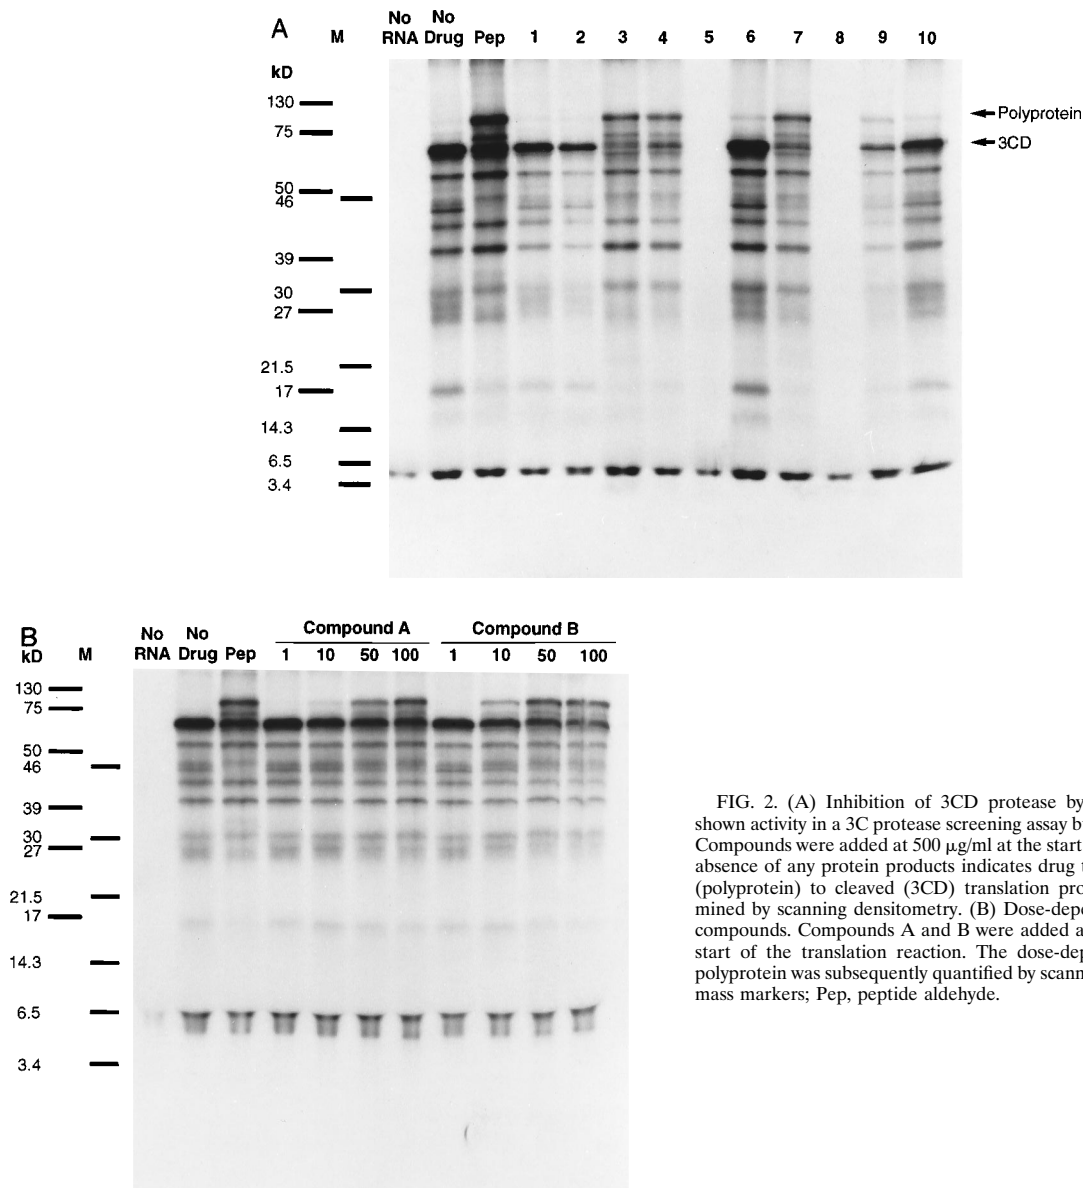 A
M
No RNA
No Drug
Pep
1 2 3 4 5 6 7 8 9 10
kD
130
75
50
46
39
30
27
21.5
17
14.3
6.5
3.4
Polyprotein
3CD
B
kD
M
No RNA
No Drug
Pep
Compound A
1 10 50 100
Compound B
1 10 50 100
130
75
50
46
39
30
27
21.5
17
14.3
6.5
3.4
FIG. 2. (A) Inhibition of 3CD protease by
shown activity in a 3C protease screening assay b
Compounds were added at 500 μg/ml at the start
absence of any protein products indicates drug
(polyprotein) to cleaved (3CD) translation pro
mined by scanning densitometry. (B) Dose-depe
compounds. Compounds A and B were added a
start of the translation reaction. The dose-dep
polyprotein was subsequently quantified by scann
mass markers; Pep, peptide aldehyde.